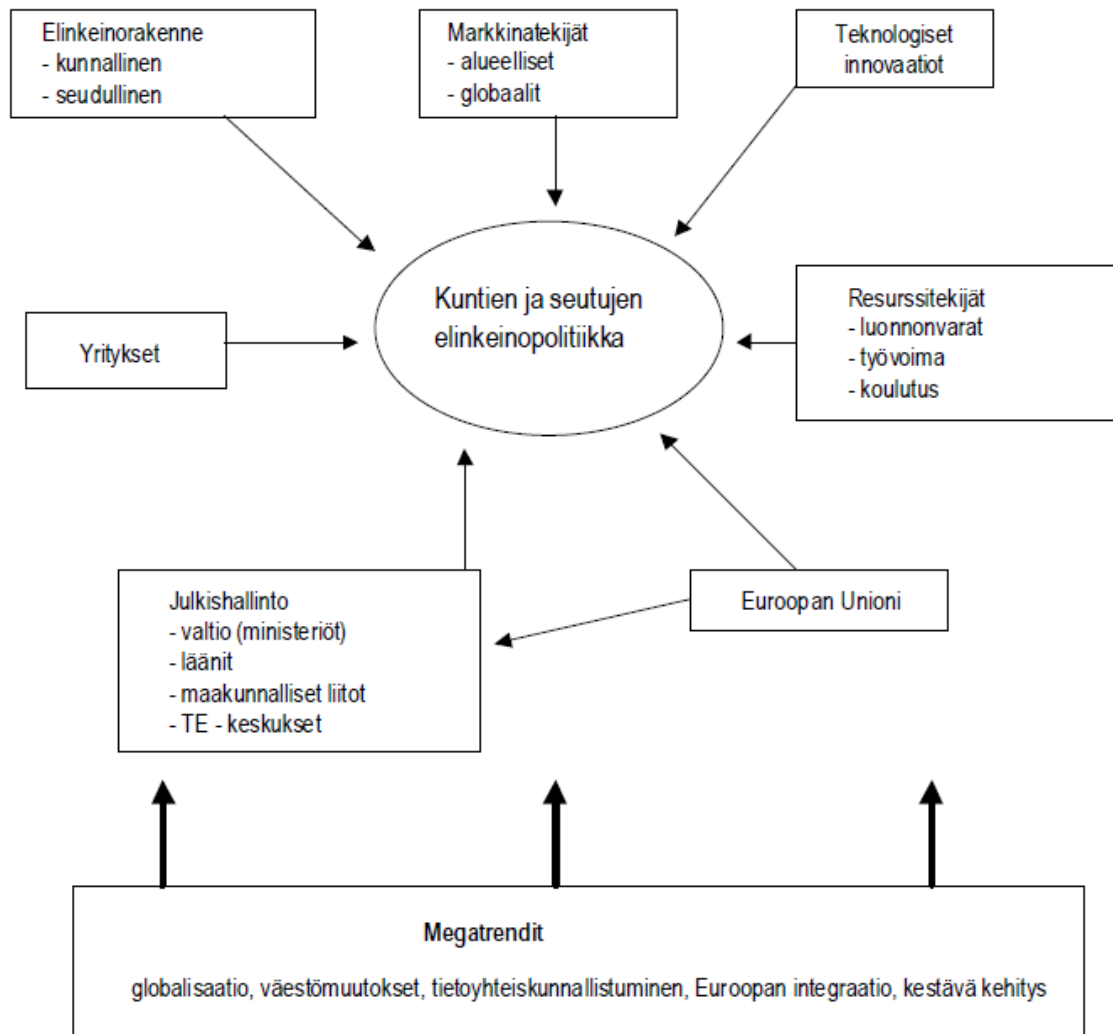 Elinkeinorakenne
- kunnallinen
- seudullinen
Markkinatekijät
- alueelliset
- globaalit
Teknologiset
innovaatiot
Kuntien ja seutujen
elinkeinopolitiikka
Yritykset
Resurssitekijät
- luonnonvarat
- työvoima
- koulutus
Julkishallinto
- valtio (ministeriöt)
- läänit
- maakunnalliset liitot
- TE - keskukset
Euroopan Unioni
Megatrendit
globalisaatio, väestömuutokset, tietoyhteiskunnallistuminen, Euroopan integraatio, kestävä kehitys